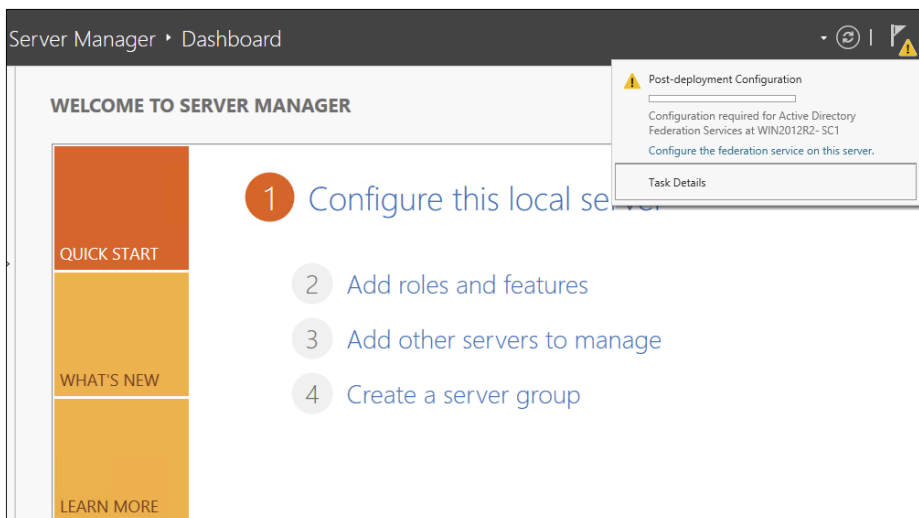 Server Manager ‣ Dashboard
WELCOME TO SERVER MANAGER
Post-deployment Configuration
Configuration required for Active Directory
Federation Services at WIN2012R2- SC1
Configure the federation service on this server.
Task Details
1 Configure this local server
QUICK START
2 Add roles and features
3 Add other servers to manage
WHAT'S NEW
4 Create a server group
LEARN MORE